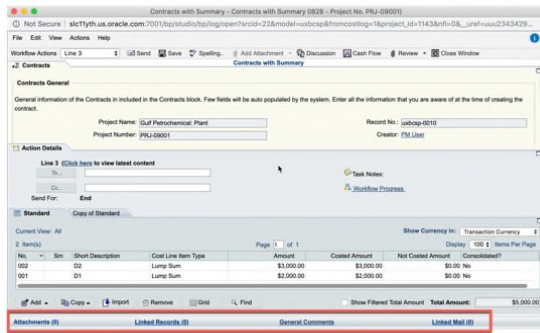 Contracts with Summary - Contracts with Summary 0828 - Project No. PRJ-09001)
Not Secure | slc11yth.us.oracle.com:7001/bp/studio/bp/log/open?srcid=22&model=uxbcsp&fromcostlog=1&project_id=1143&nfl=0&__uref=uuu2343429...
File Edit View Actions Help
Workflow Actions Line 3 Send Save Spelling.. Add Attachment Discussion Cash Flow Review Close Window
Contracts Contracts with Summary
Contracts General
General information of the Contracts in included in the Contracts block. Few fields will be auto populated by the system. Enter all the information that you are aware of at the time of creating the
contract.
Project Name: Gulf Petrochemical: Plant Record No.: uxbcsp-0010
Project Number: PRJ-09001 Creator: PM User
Action Details
Line 3 (Click here to view latest content
To... Task Notes:
Cc... Workflow Progress
Send For: End
Standard Copy of Standard
Current View: All Show Currency In: Transaction Currency
2 Item(s) Page 1 of 1 Display 100 Items Per Page
No. Sm Short Description Cost Line Item Type Amount Costed Amount Not Costed Amount Consolidated?
002 D2 Lump Sum $3,000.00 $3,000.00 $0.00 No
001 D1 Lump Sum $2,000.00 $2,000.00 $0.00 No
Add Copy Import Remove Grid Find Show Filtered Total Amount Total Amount: $5,000.00
Attachments (0) Linked Records (0) General Comments Linked Mail (0)